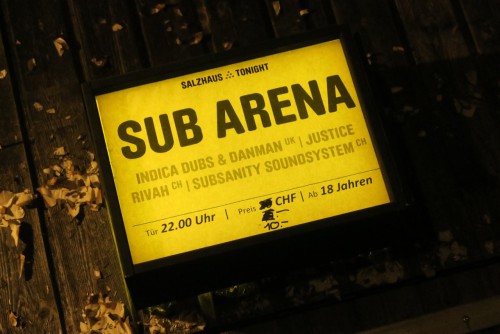 SALZHAUS TONIGHT
SUB ARENA
INDICA DUBS & DANMAN UK | JUSTICE
RIVAH CH | SUBSANITY SOUNDSYSTEM CH
Tür 22.00 Uhr | Preis CHF | Ab 18 Jahren
10.-